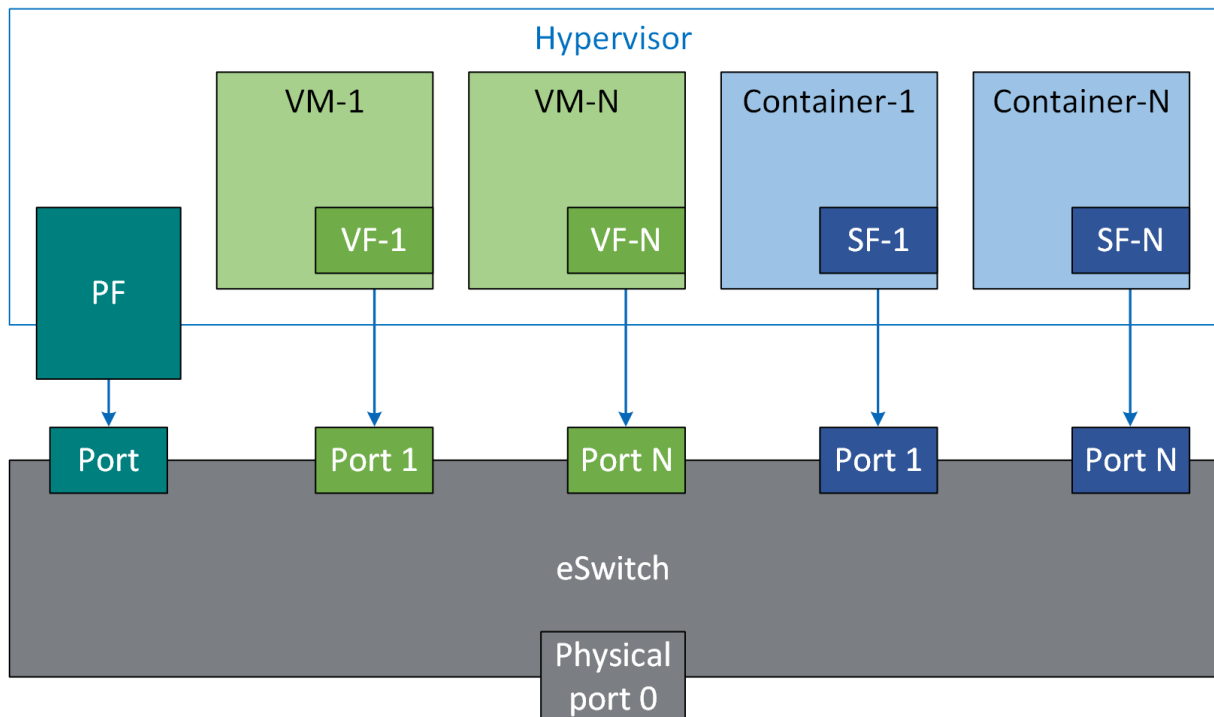 Hypervisor
VM-1
VM-N
Container-1
Container-N
VF-1
VF-N
SF-1
SF-N
PF
Port
Port 1
Port N
Port 1
Port N
eSwitch
Physical
port 0